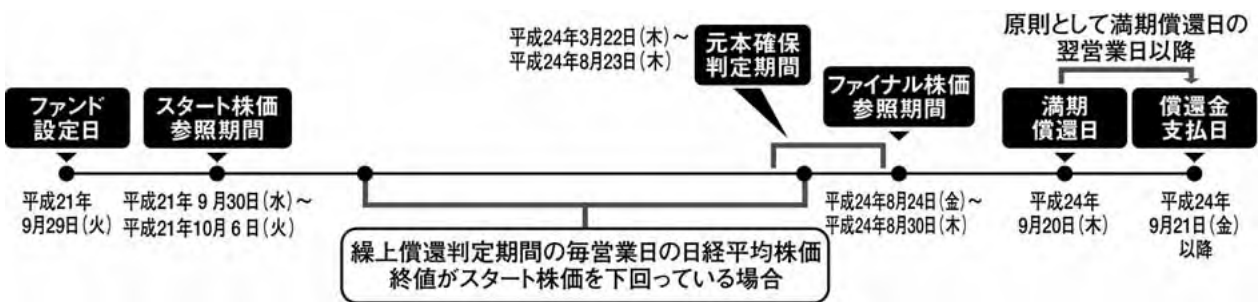 平成24年3月22日(木)~
平成24年8月23日(木)
元本確保
判定期間
原則として満期償還日の
翌営業日以降
ファンド
設定日
スタート株価
参照期間
ファイナル株価
参照期間
満期
償還日
償還金
支払日
平成21年
9月29日(火)
平成21年 9 月30日(水)~
平成21年10月 6 日(火)
平成24年8月24日(金)~
平成24年8月30日(木)
平成24年
9月20日(木)
平成24年
9月21日(金)
以降
繰上償還判定期間の毎営業日の日経平均株価
終値がスタート株価を下回っている場合